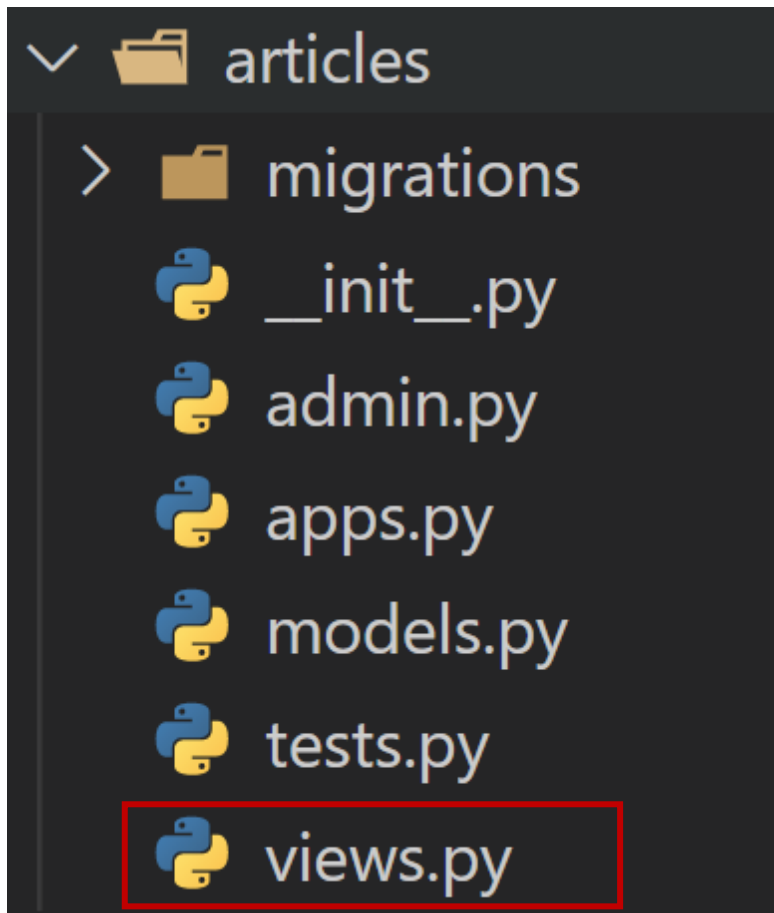 articles
migrations
__init__.py
admin.py
apps.py
models.py
tests.py
views.py